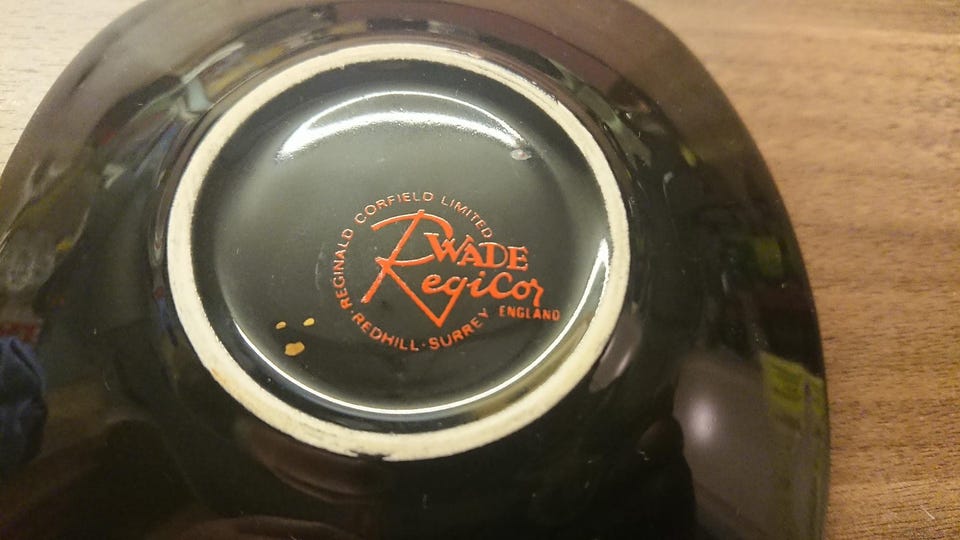 REGINALD CORFIELD LIMITED
WADE
RegiCor
ENGLAND
·REDHILL·SURREY